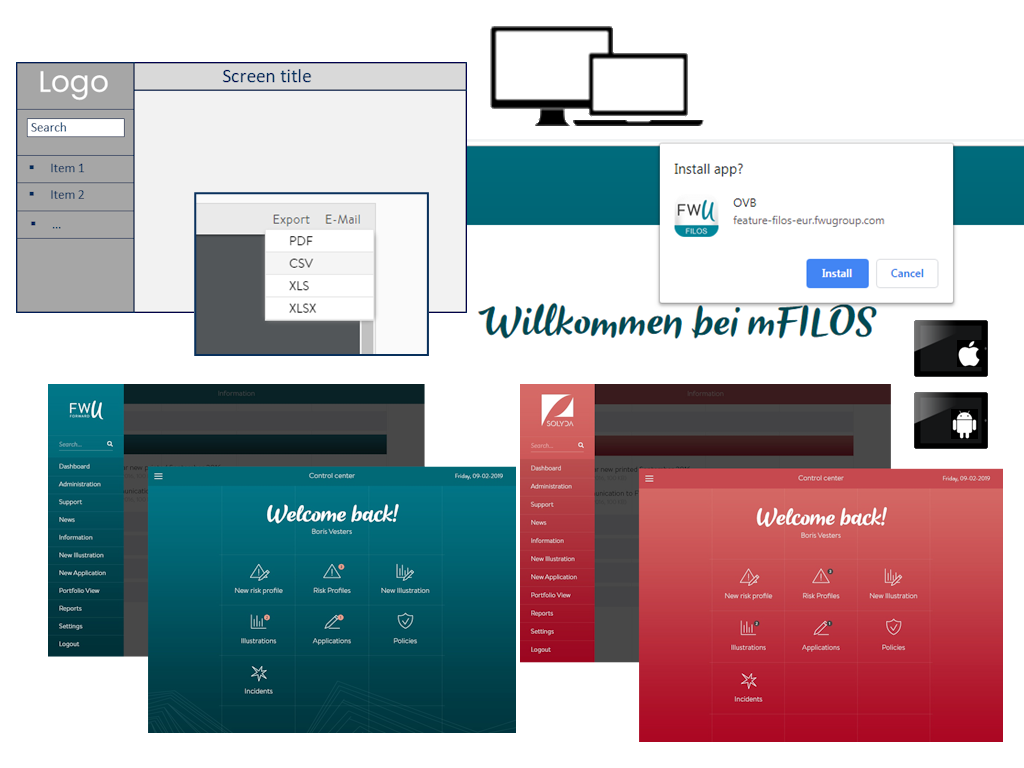 Logo
Screen title
Search
Item 1
Item 2
...
Export E-Mail
PDF
CSV
XLS
XLSX
Install app?
FWU
FILOS
OVB
feature-filos-eur.fwugroup.com
Install Cancel
Willkommen bei mFILOS
FWU
FORWARD
Information
Search...
Dashboard
Administration
Support
News
Information
New Illustration
New Application
Portfolio View
Reports
Settings
Logout
Control center
Friday, 09-02-2019
Welcome back!
Boris Vesters
New risk profile
Risk Profiles
New Illustration
Illustrations
Applications
Policies
Incidents
SOLYDA
Information
Search...
Dashboard
Administration
Support
News
Information
New Illustration
New Application
Portfolio View
Reports
Settings
Logout
Control center
Friday, 09-02-2019
Welcome back!
Boris Vesters
New risk profile
Risk Profiles
New Illustration
Illustrations
Applications
Policies
Incidents